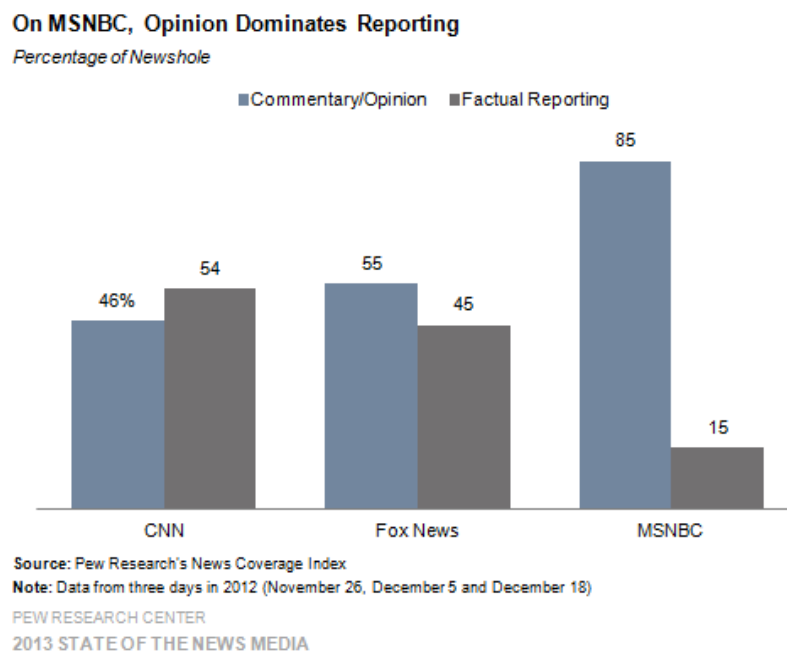 On MSNBC, Opinion Dominates Reporting
Percentage of Newshole
Commentary/Opinion Factual Reporting
85
54
55
46%
45
15
CNN Fox News MSNBC
Source: Pew Research's News Coverage Index
Note: Data from three days in 2012 (November 26, December 5 and December 18)
PEW RESEARCH CENTER
2013 STATE OF THE NEWS MEDIA